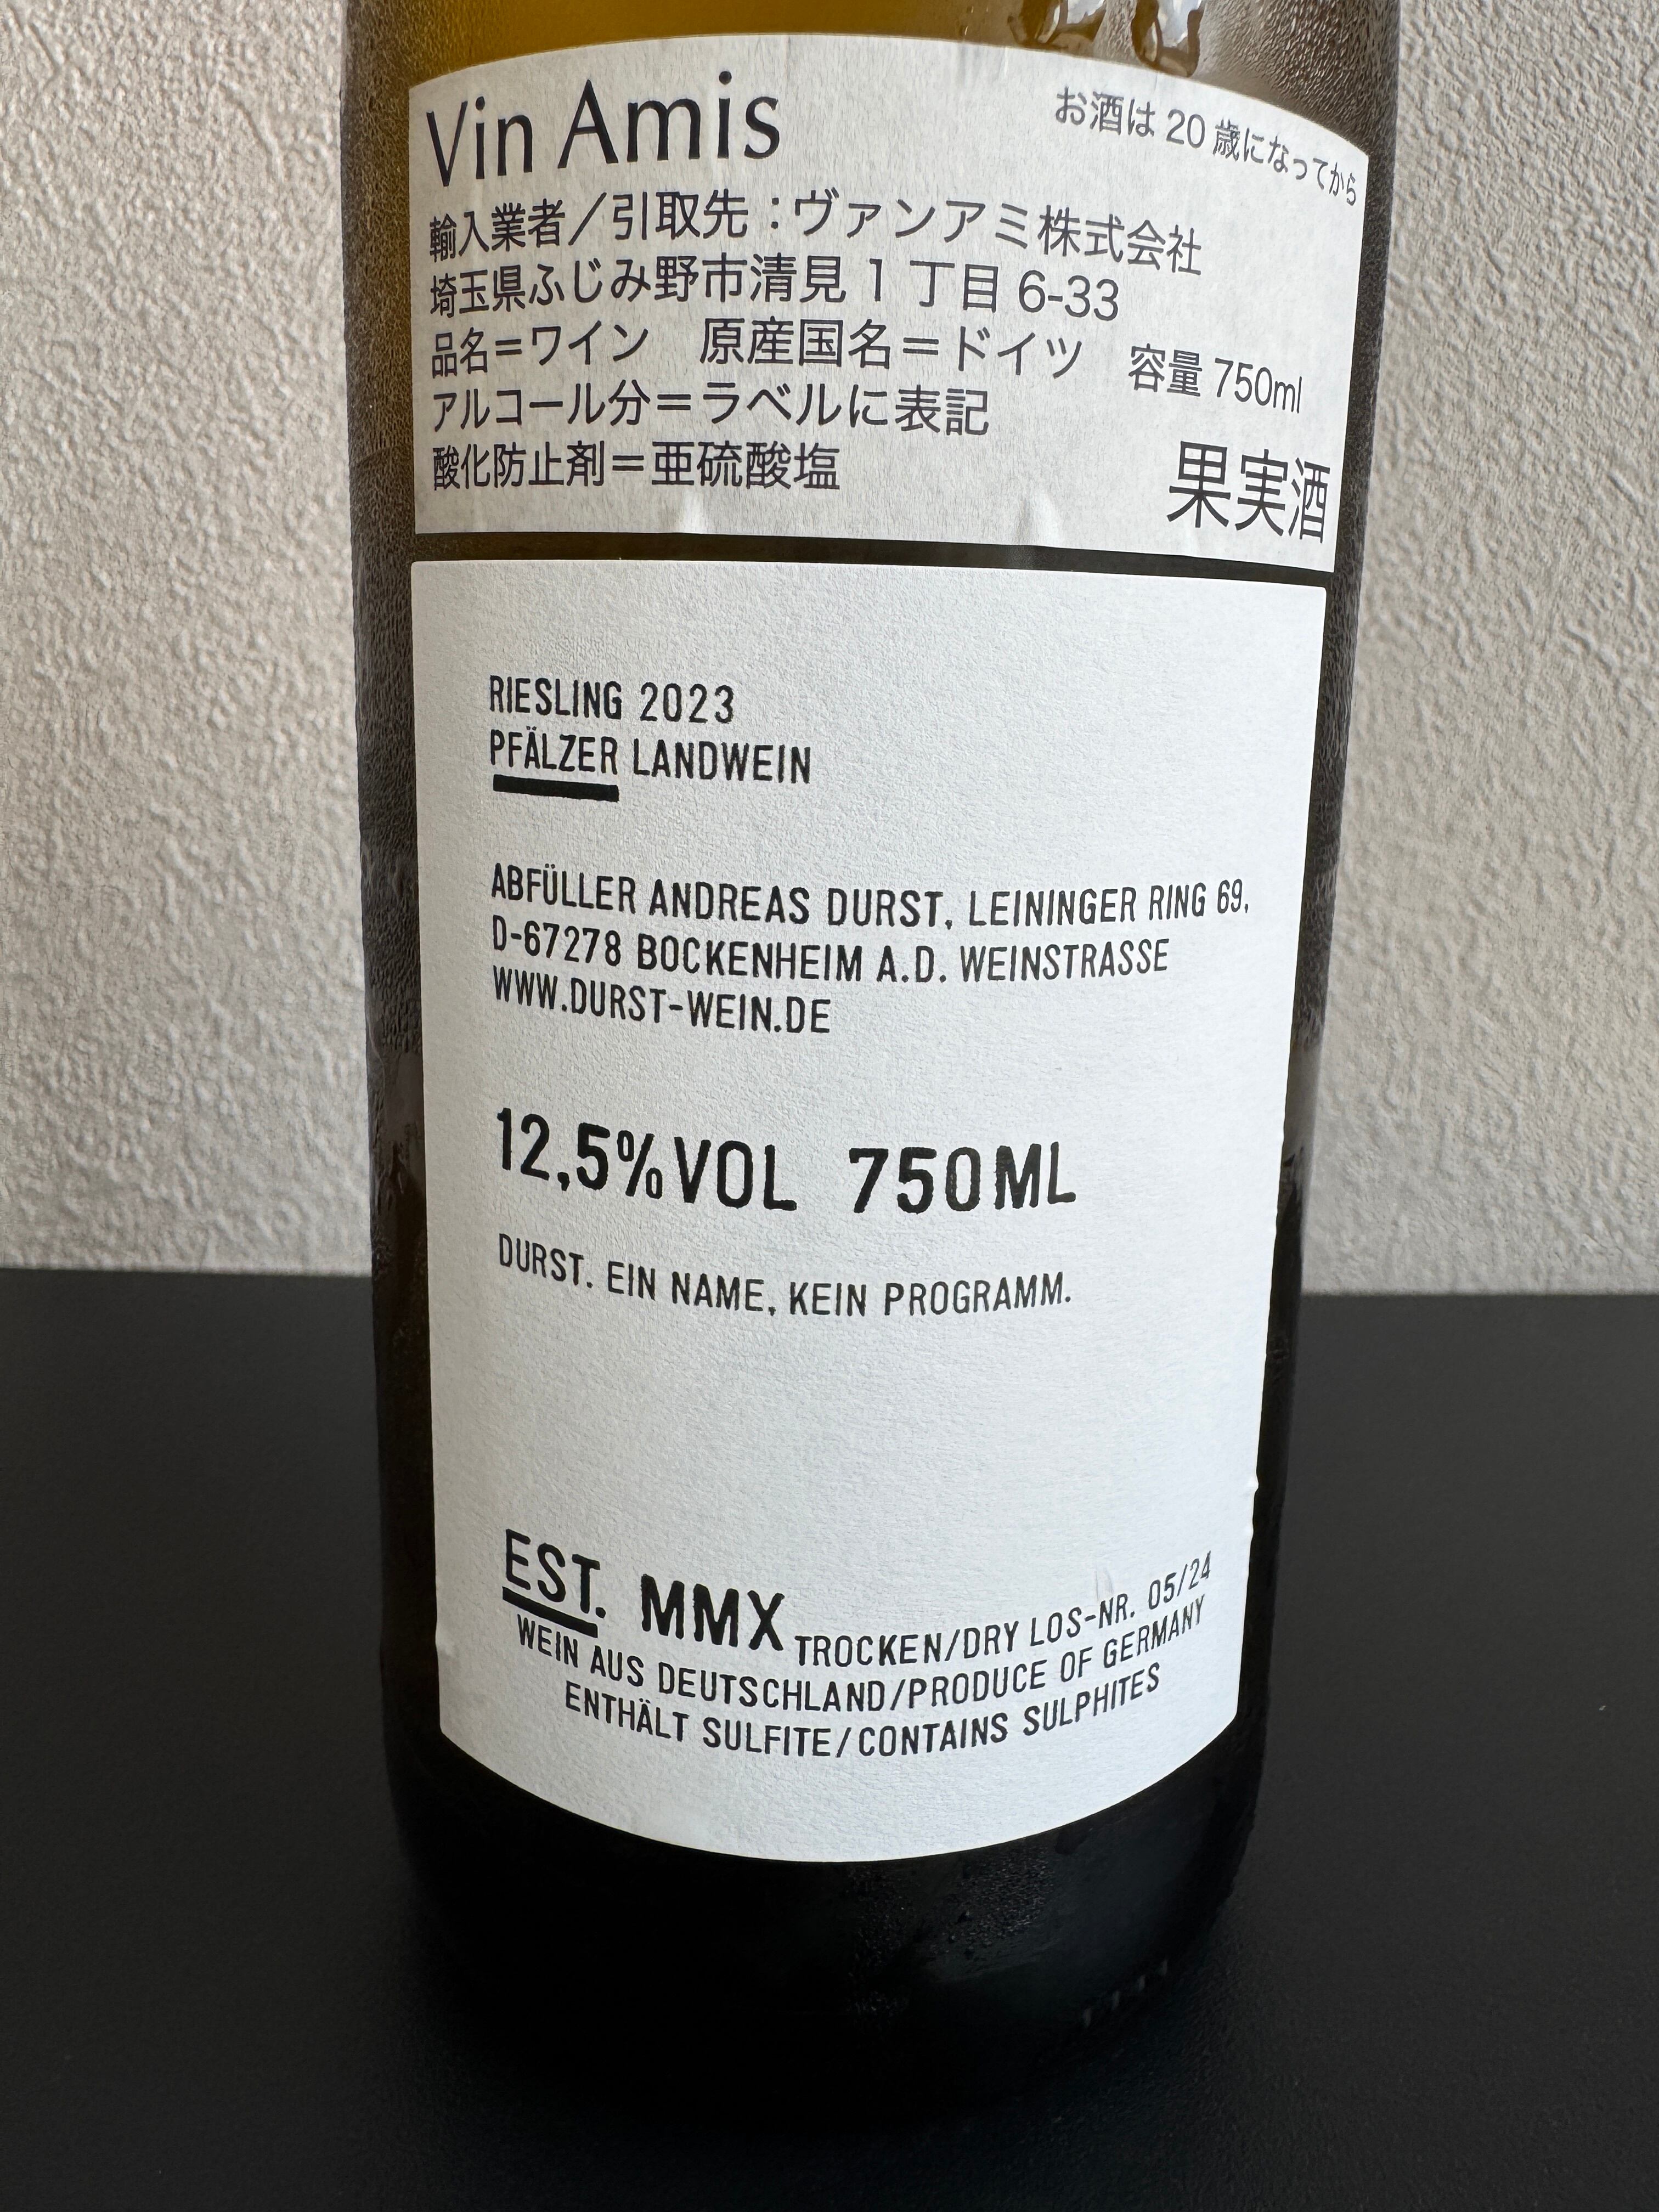 Vin Amis
お酒は20歳になってから
輸入業者／引取先：ヴァンアミ株式会社
埼玉県ふじみ野市清見1丁目6-33
品名＝ワイン　原産国名＝ドイツ　容量750ml
アルコール分＝ラベルに表記
酸化防止剤＝亜硫酸塩
果実酒
RIESLING 2023
PFÄLZER LANDWEIN
ABFÜLLER ANDREAS DURST, LEININGER RING 69,
D-67278 BOCKENHEIM A.D. WEINSTRASSE
WWW.DURST-WEIN.DE
12,5%VOL 750ML
DURST. EIN NAME, KEIN PROGRAMM.
EST. MMX
TROCKEN/DRY LOS-NR. 05/24
WEIN AUS DEUTSCHLAND/PRODUCE OF GERMANY
ENTHÄLT SULFITE/CONTAINS SULPHITES